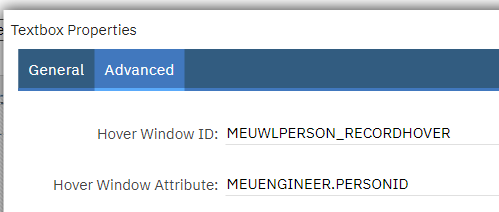 Textbox Properties
General Advanced
Hover Window ID: MEUWLPERSON_RECORDHOVER
Hover Window Attribute: MEUENGINEER.PERSONID